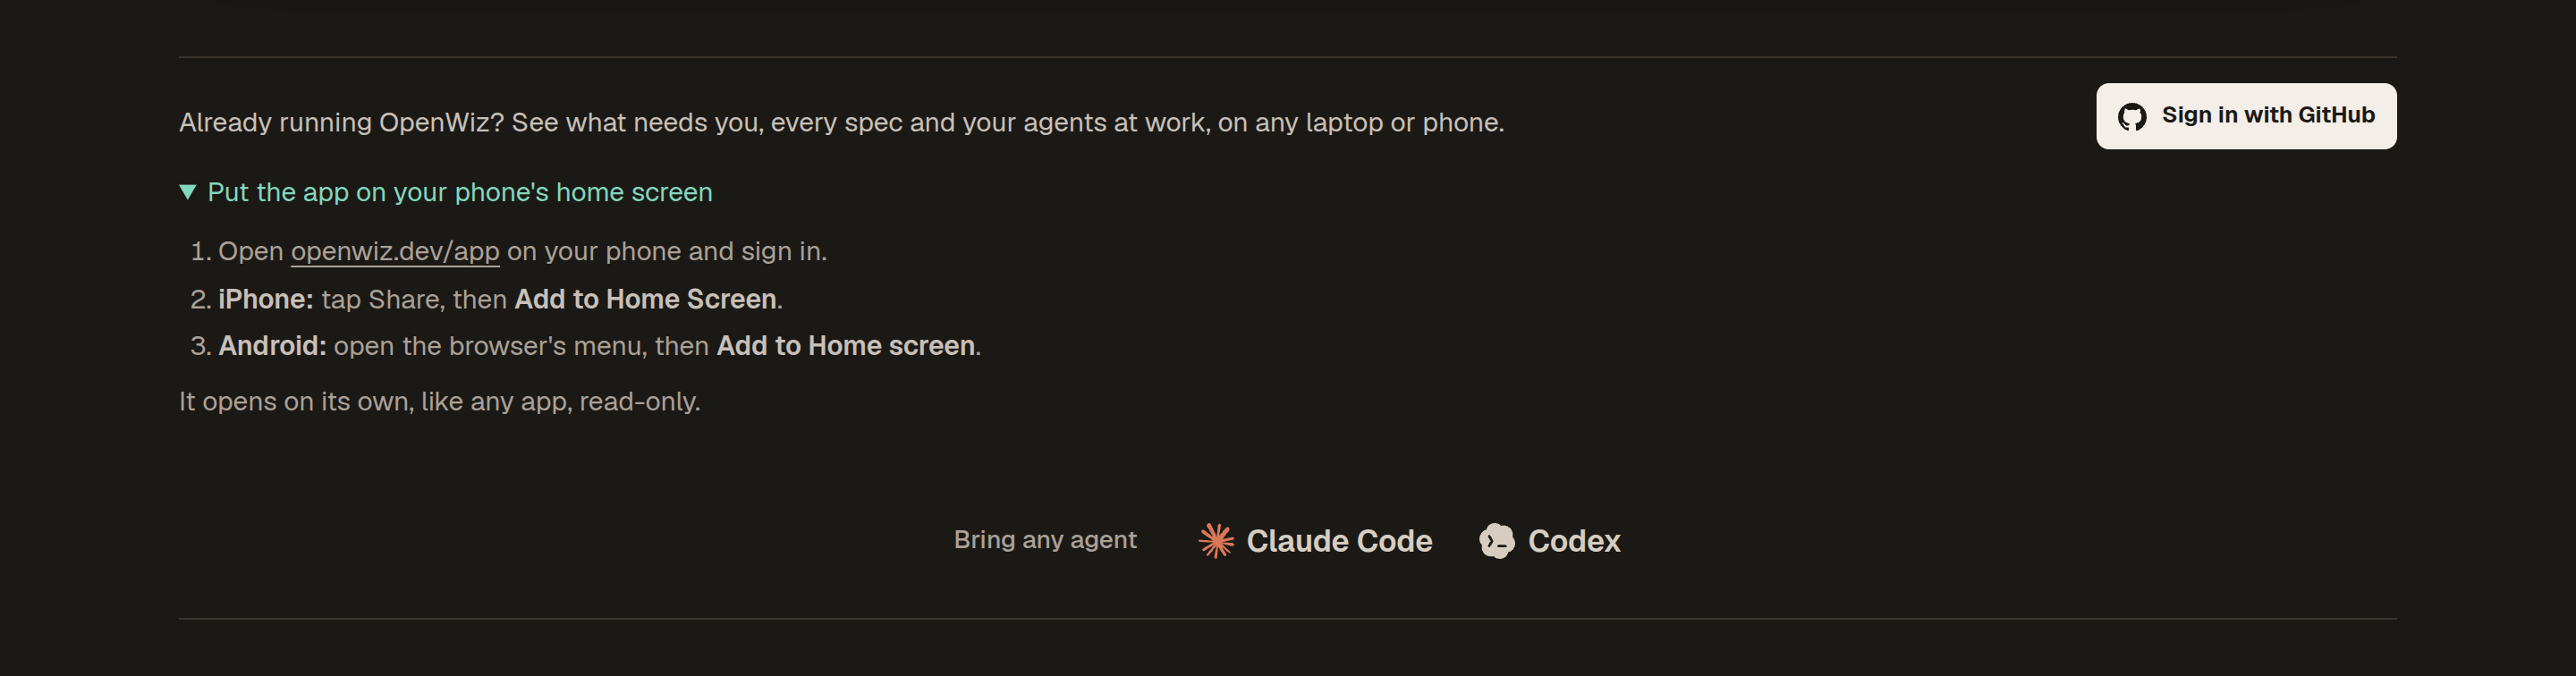 Already running OpenWiz? See what needs you, every spec and your agents at work, on any laptop or phone.
Sign in with GitHub
▼ Put the app on your phone's home screen
1. Open openwiz.dev/app on your phone and sign in.
2. iPhone: tap Share, then Add to Home Screen.
3. Android: open the browser's menu, then Add to Home screen.
It opens on its own, like any app, read-only.
Bring any agent Claude Code Codex